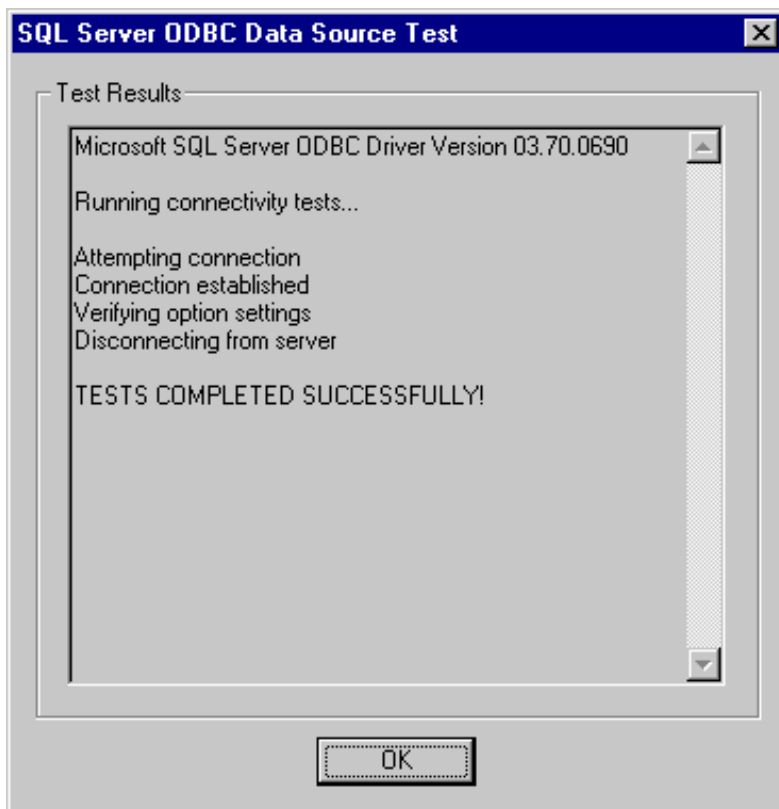 SQL Server ODBC Data Source Test
Test Results
Microsoft SQL Server ODBC Driver Version 03.70.0690
Running connectivity tests...
Attempting connection
Connection established
Verifying option settings
Disconnecting from server
TESTS COMPLETED SUCCESSFULLY!
OK